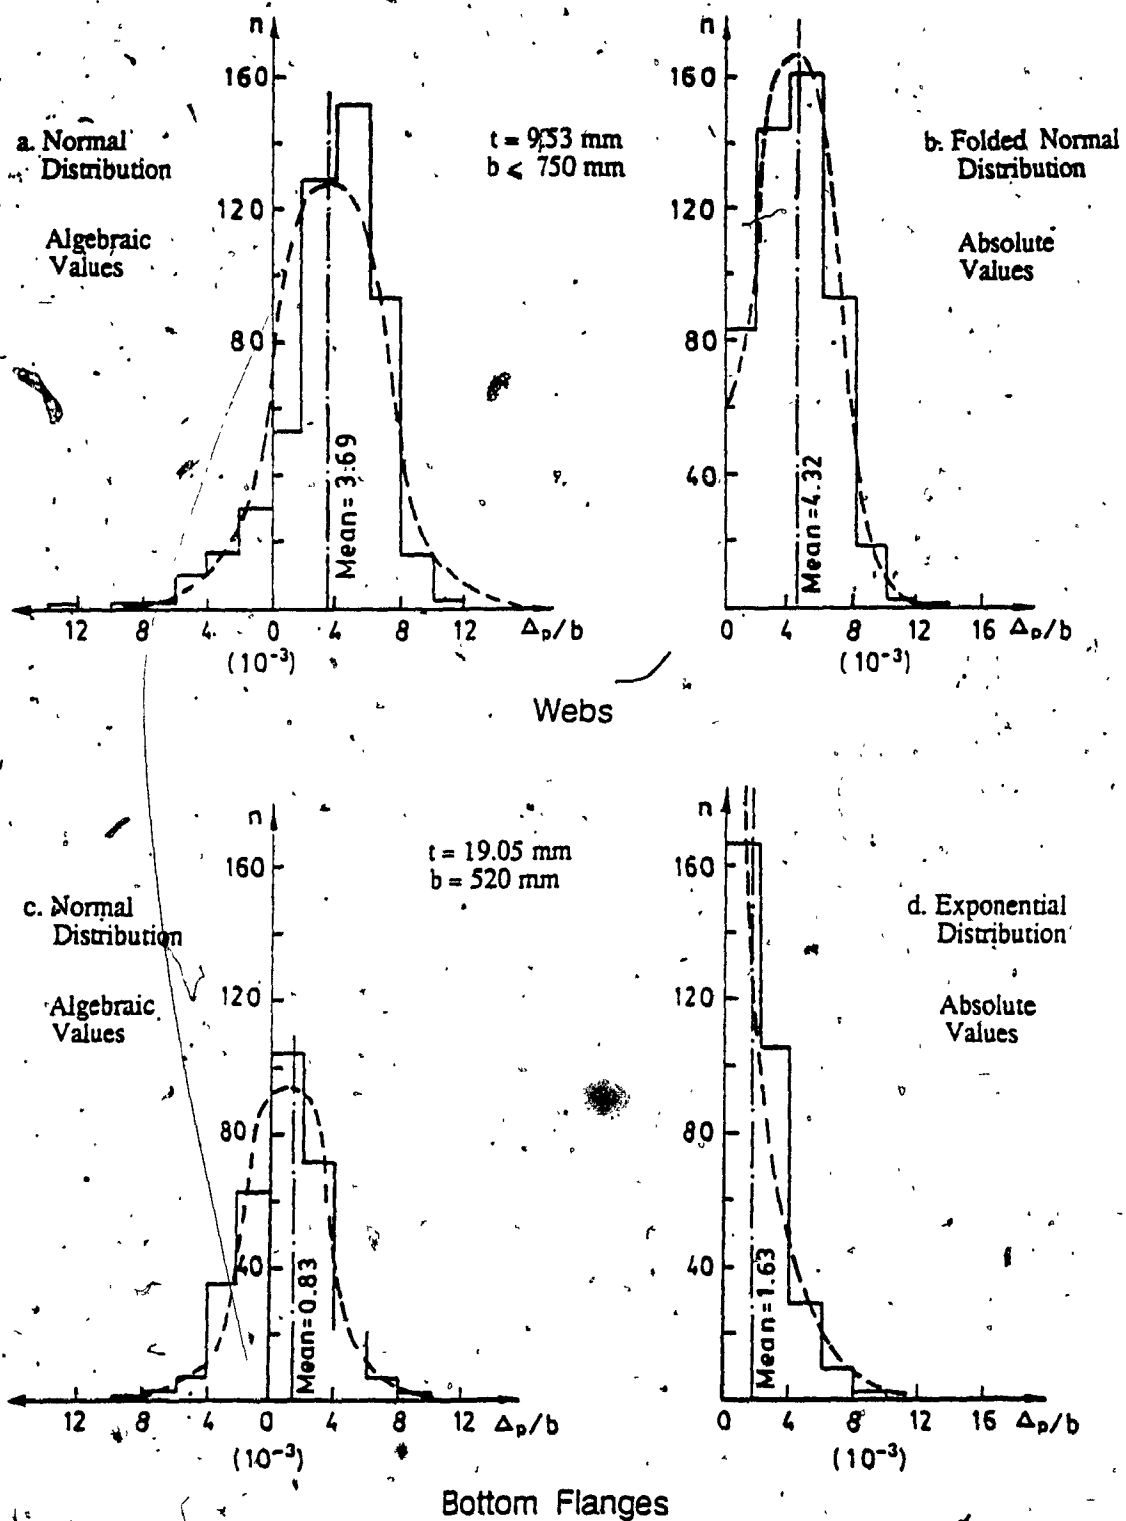 n
160
120
80
a. Normal
Distribution
Algebraic
Values
t = 9.53 mm
b ⩽ 750 mm
Mean = 3.69
12 8 4 0 4 8 12 Δp/b
(10⁻³)
n
160
120
80
40
b. Folded Normal
Distribution
Absolute
Values
Mean = 4.32
0 4 8 12 16 Δp/b
(10⁻³)
Webs
n
160
120
80
40
c. Normal
Distribution
Algebraic
Values
t = 19.05 mm
b = 520 mm
Mean = 0.83
12 8 4 0 4 8 12 Δp/b
(10⁻³)
n
160
120
80
40
d. Exponential
Distribution
Absolute
Values
Mean = 1.63
0 4 8 12 16 Δp/b
(10⁻³)
Bottom Flanges